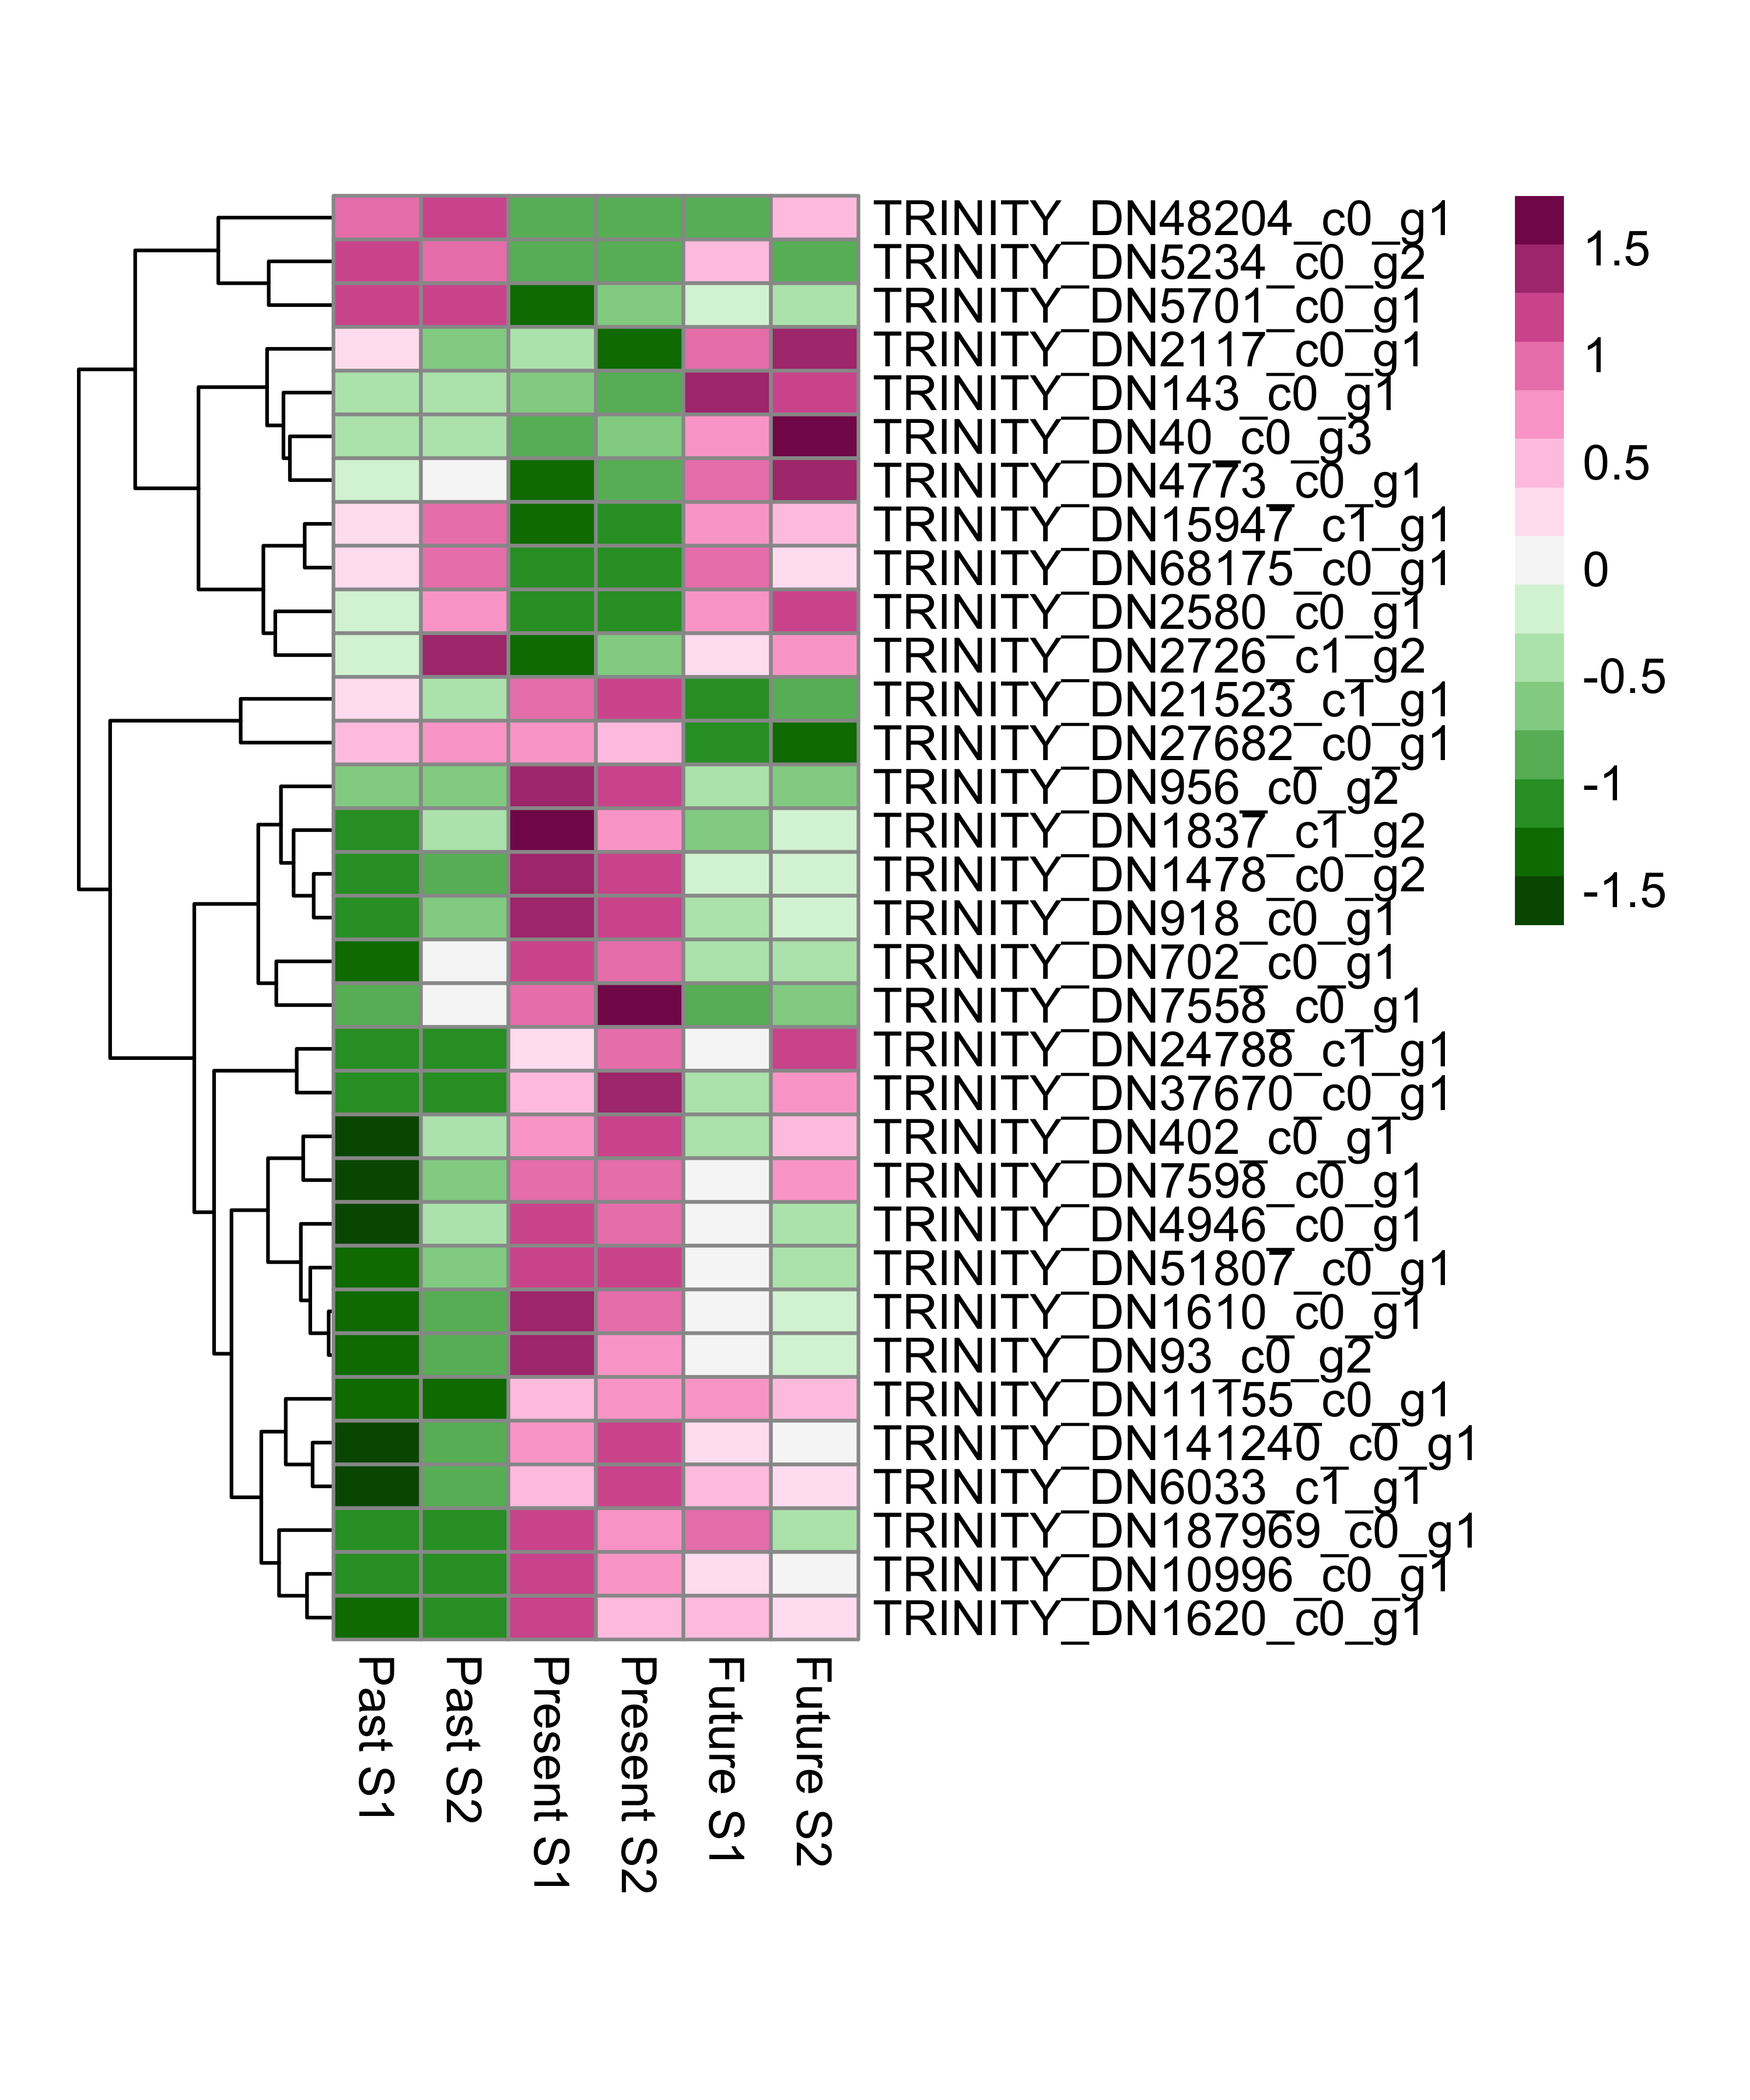 TRINITY_DN48204_c0_g1
TRINITY_DN5234_c0_g2
TRINITY_DN5701_c0_g1
TRINITY_DN2117_c0_g1
TRINITY_DN143_c0_g1
TRINITY_DN40_c0_g3
TRINITY_DN4773_c0_g1
TRINITY_DN15947_c1_g1
TRINITY_DN68175_c0_g1
TRINITY_DN2580_c0_g1
TRINITY_DN2726_c1_g2
TRINITY_DN21523_c1_g1
TRINITY_DN27682_c0_g1
TRINITY_DN956_c0_g2
TRINITY_DN1837_c1_g2
TRINITY_DN1478_c0_g2
TRINITY_DN918_c0_g1
TRINITY_DN702_c0_g1
TRINITY_DN7558_c0_g1
TRINITY_DN24788_c1_g1
TRINITY_DN37670_c0_g1
TRINITY_DN402_c0_g1
TRINITY_DN7598_c0_g1
TRINITY_DN4946_c0_g1
TRINITY_DN51807_c0_g1
TRINITY_DN1610_c0_g1
TRINITY_DN93_c0_g2
TRINITY_DN11155_c0_g1
TRINITY_DN141240_c0_g1
TRINITY_DN6033_c1_g1
TRINITY_DN187969_c0_g1
TRINITY_DN10996_c0_g1
TRINITY_DN1620_c0_g1
1.5
1
0.5
0
-0.5
-1
-1.5
Past S1
Past S2
Present S1
Present S2
Future S1
Future S2